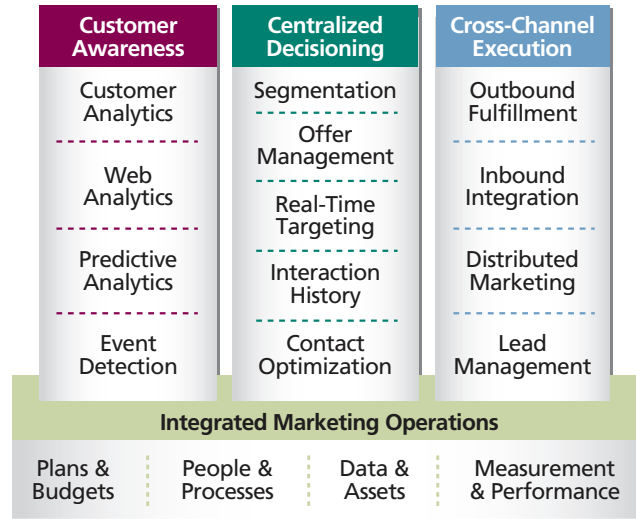 Customer
Awareness
Customer
Analytics
Web
Analytics
Predictive
Analytics
Event
Detection
Centralized
Decisioning
Segmentation
Offer
Management
Real-Time
Targeting
Interaction
History
Contact
Optimization
Cross-Channel
Execution
Outbound
Fulfillment
Inbound
Integration
Distributed
Marketing
Lead
Management
Integrated Marketing Operations
Plans &
Budgets
People &
Processes
Data &
Assets
Measurement
& Performance